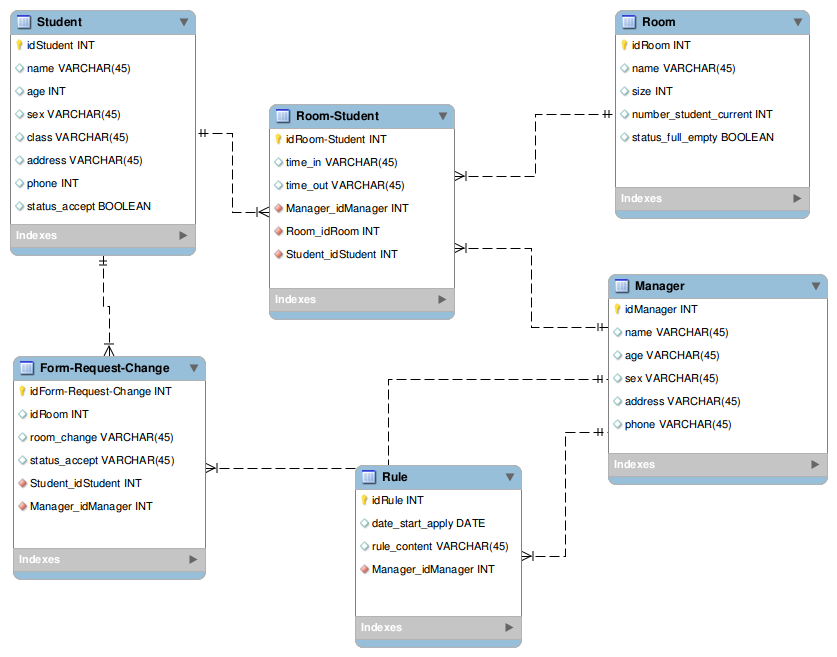 Student
idStudent INT
name VARCHAR(45)
age INT
sex VARCHAR(45)
class VARCHAR(45)
address VARCHAR(45)
phone INT
status_accept BOOLEAN
Indexes
Room-Student
idRoom-Student INT
time_in VARCHAR(45)
time_out VARCHAR(45)
Manager_idManager INT
Room_idRoom INT
Student_idStudent INT
Indexes
Room
idRoom INT
name VARCHAR(45)
size INT
number_student_current INT
status_full_empty BOOLEAN
Indexes
Manager
idManager INT
name VARCHAR(45)
age VARCHAR(45)
sex VARCHAR(45)
address VARCHAR(45)
phone VARCHAR(45)
Indexes
Form-Request-Change
idForm-Request-Change INT
idRoom INT
room_change VARCHAR(45)
status_accept VARCHAR(45)
Student_idStudent INT
Manager_idManager INT
Indexes
Rule
idRule INT
date_start_apply DATE
rule_content VARCHAR(45)
Manager_idManager INT
Indexes